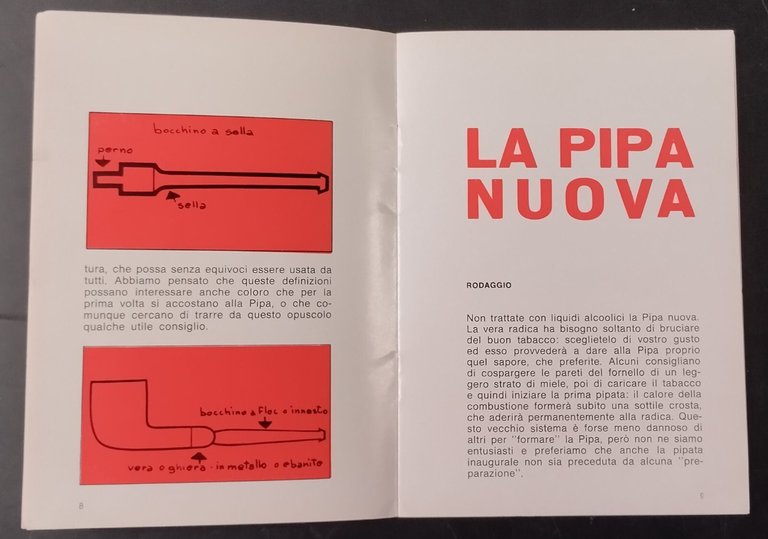 bocchino a sella
perno
sella
tura, che possa senza equivoci essere usata da
tutti. Abbiamo pensato che queste definizioni
possano interessare anche coloro che per la
prima volta si accostano alla Pipa, o che co-
munque cercano di trarre da questo opuscolo
qualche utile consiglio.
bocchino a floc o innesto
vera o ghiera - in metallo o ebanite
8
LA PIPA
NUOVA
RODAGGIO
Non trattate con liquidi alcoolici la Pipa nuova.
La vera radica ha bisogno soltanto di bruciare
del buon tabacco: sceglietelo di vostro gusto
ed esso provvederà a dare alla Pipa proprio
quel sapore, che preferite. Alcuni consigliano
di cospargere le pareti del fornello di un leg-
gero strato di miele, poi di caricare il tabacco
e quindi iniziare la prima pipata: il calore della
combustione formerà subito una sottile crosta,
che aderirà permanentemente alla radica. Que-
sto vecchio sistema è forse meno dannoso di
altri per "formare" la Pipa, però non ne siamo
entusiasti e preferiamo che anche la pipata
inaugurale non sia preceduta da alcuna "pre-
parazione".